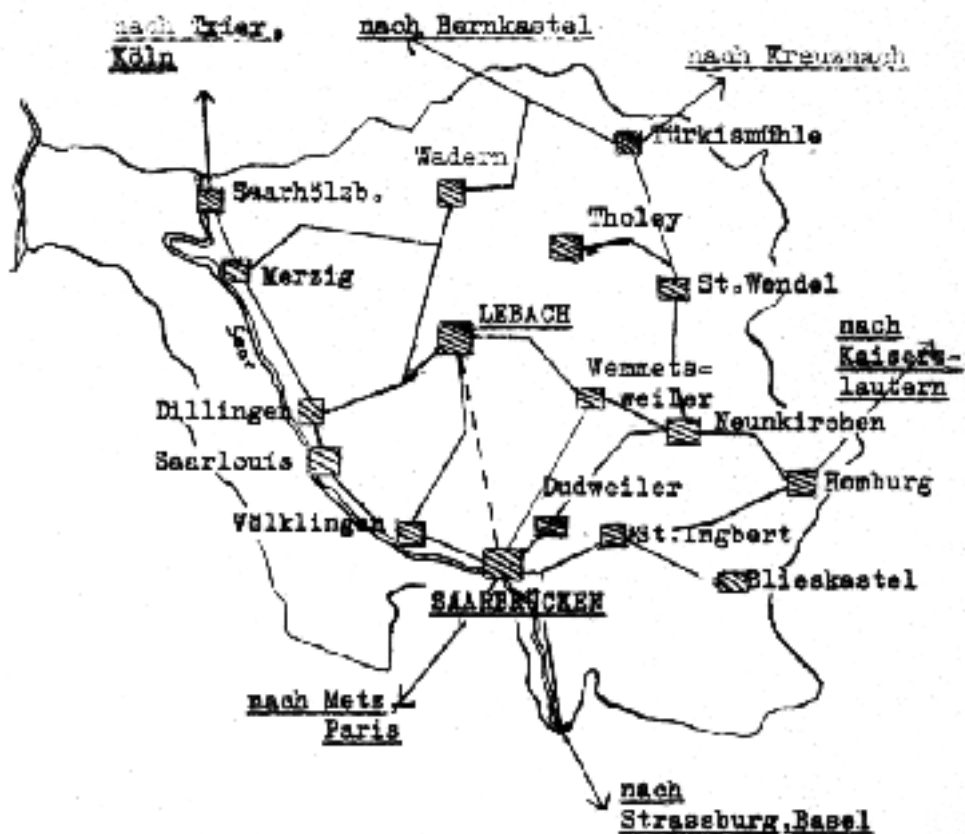 nach Trier,
Köln
nach Bernkastel
nach Kreuznach
Türkismühle
Wadern
Saarhölzb.
Tholey
Merzig
St.Wendel
LEBACH
Saar
nach
Kaisers-
lautern
Wemmets=
weiler
Dillingen
Neunkirchen
Saarlouis
Dudweiler
Homburg
Völklingen
St.Ingbert
Blieskastel
SAARBRÜCKEN
nach Metz
Paris
nach
Strassburg,Basel